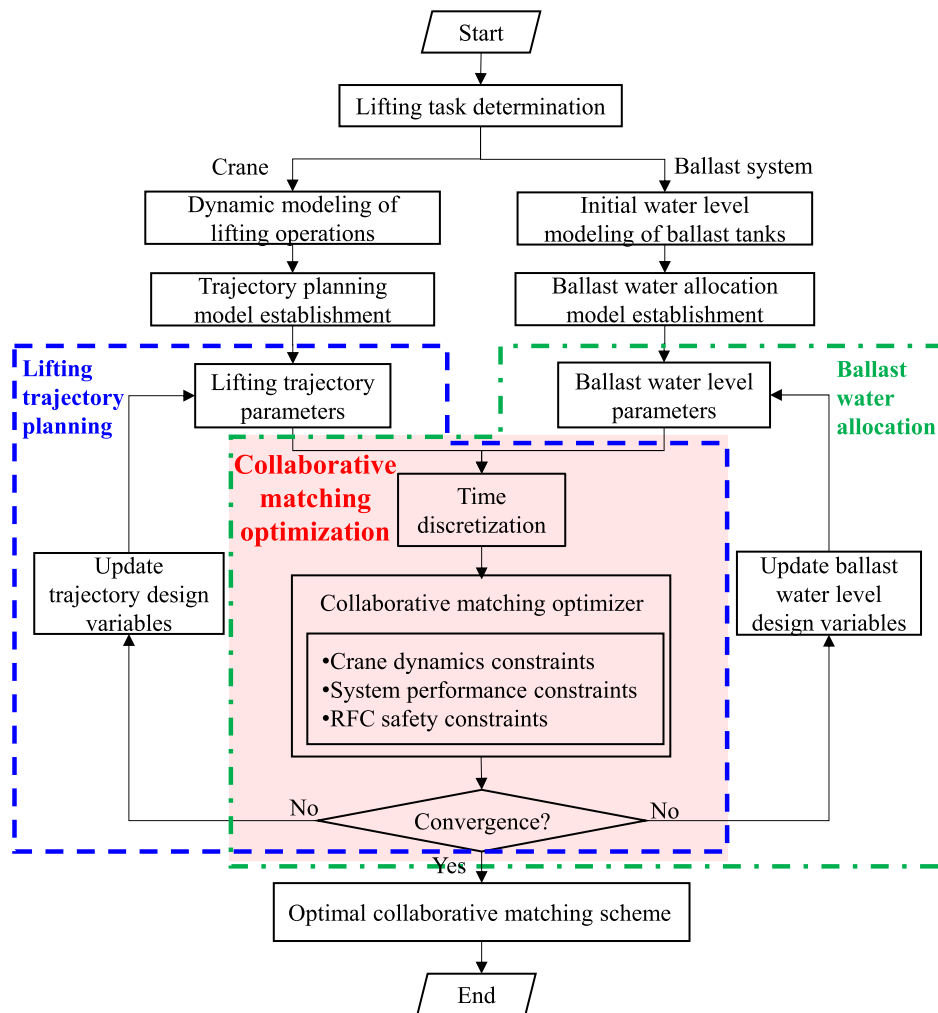 Start
Lifting task determination
Crane
Ballast system
Dynamic modeling of
lifting operations
Initial water level
modeling of ballast tanks
Trajectory planning
model establishment
Ballast water allocation
model establishment
Lifting
trajectory
planning
Lifting trajectory
parameters
Ballast water level
parameters
Ballast
water
allocation
Collaborative
matching
optimization
Time
discretization
Update
trajectory design
variables
Collaborative matching optimizer
•Crane dynamics constraints
•System performance constraints
•RFC safety constraints
Update ballast
water level
design variables
No
Convergence?
No
Yes
Optimal collaborative matching scheme
End